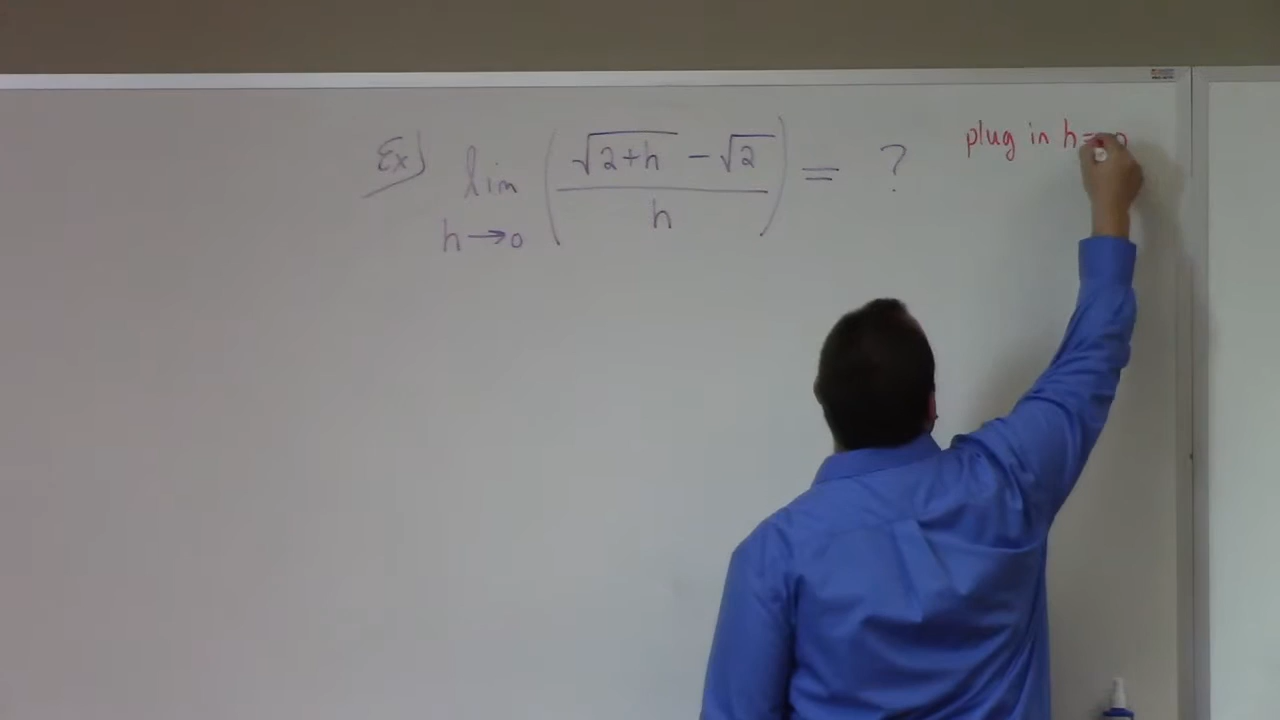 Ex) lim h→0 ( (√(2+h) − √2) / h ) = ?
plug in h=0